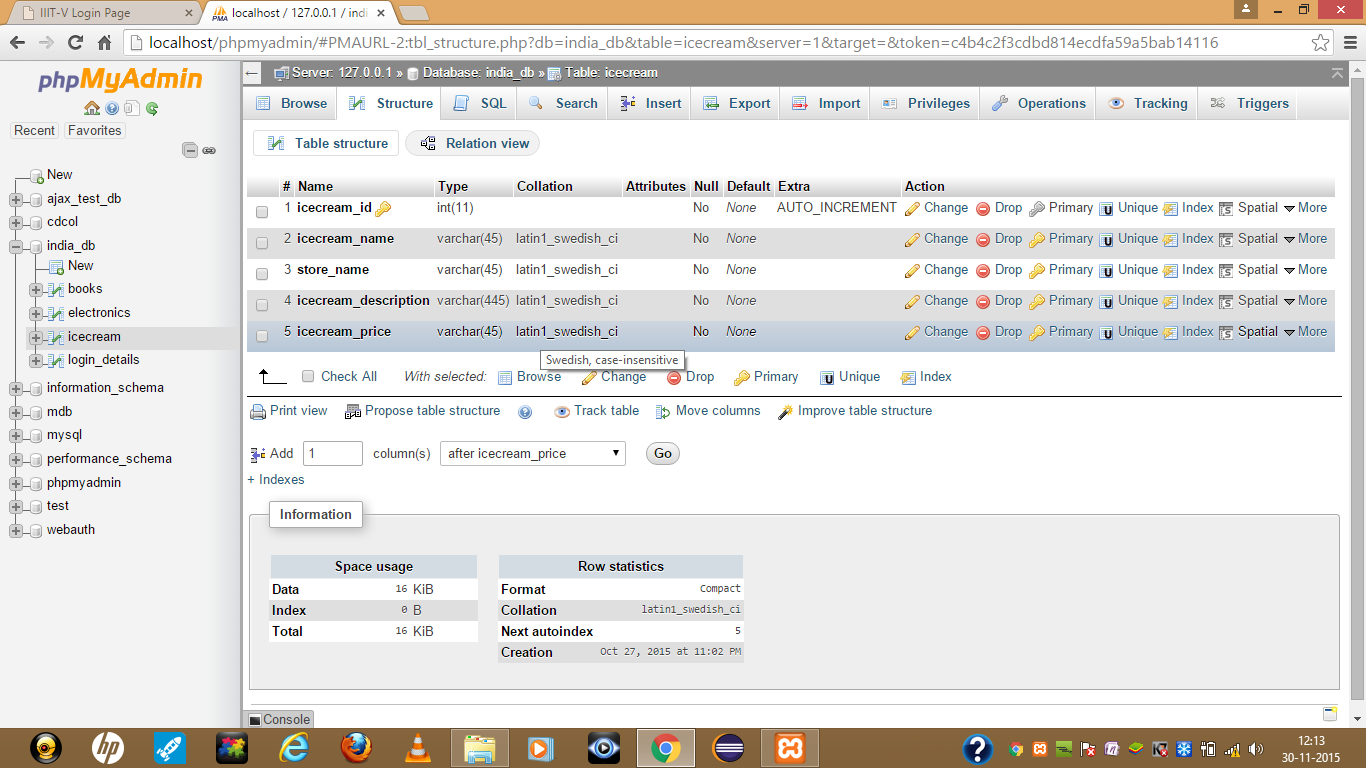 IIIT-V Login Page
localhost / 127.0.0.1 / indi
localhost/phpmyadmin/#PMAURL-2:tbl_structure.php?db=india_db&table=icecream&server=1&target=&token=c4b4c2f3cdbd814ecdfa59a5bab14116
phpMyAdmin
Recent Favorites
New
ajax_test_db
cdcol
india_db
New
books
electronics
icecream
login_details
information_schema
mdb
mysql
performance_schema
phpmyadmin
test
webauth
Server: 127.0.0.1 » Database: india_db » Table: icecream
Browse Structure SQL Search Insert Export Import Privileges Operations Tracking Triggers
Table structure Relation view
# Name Type Collation Attributes Null Default Extra Action
1 icecream_id int(11) No None AUTO_INCREMENT Change Drop Primary Unique Index Spatial More
2 icecream_name varchar(45) latin1_swedish_ci No None Change Drop Primary Unique Index Spatial More
3 store_name varchar(45) latin1_swedish_ci No None Change Drop Primary Unique Index Spatial More
4 icecream_description varchar(445) latin1_swedish_ci No None Change Drop Primary Unique Index Spatial More
5 icecream_price varchar(45) latin1_swedish_ci No None Change Drop Primary Unique Index Spatial More
Swedish, case-insensitive
Check All With selected: Browse Change Drop Primary Unique Index
Print view Propose table structure Track table Move columns Improve table structure
Add 1 column(s) after icecream_price Go
+ Indexes
Information
Space usage
Data 16 KiB
Index 0 B
Total 16 KiB
Row statistics
Format Compact
Collation latin1_swedish_ci
Next autoindex 5
Creation Oct 27, 2015 at 11:02 PM
Console
12:13
30-11-2015